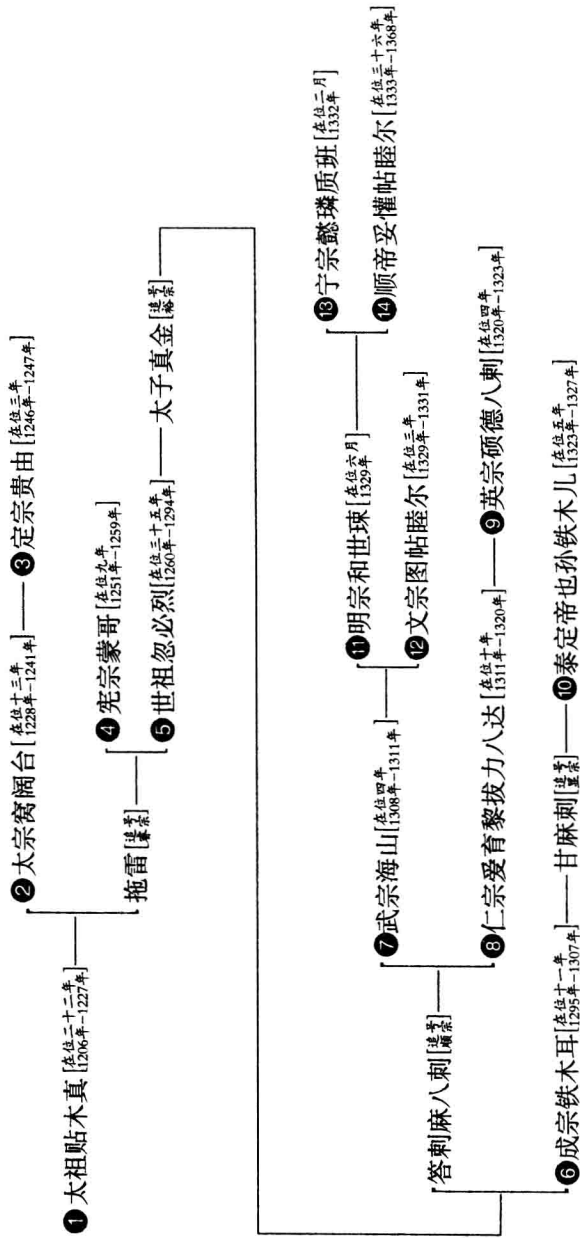 ❶太祖贴木真[在位二十二年 1206年-1227年]
❷太宗窝阔台[在位十三年 1228年-1241年]
❸定宗贵由[在位三年 1246年-1247年]
拖雷[追号睿宗]
❹宪宗蒙哥[在位九年 1251年-1259年]
❺世祖忽必烈[在位三十五年 1260年-1294年]
太子真金[追号裕宗]
答剌麻八刺[追号顺宗]
❼武宗海山[在位四年 1308年-1311年]
⓫明宗和世㻋[在位六月 1329年]
⓭宁宗懿璘质班[在位二月 1332年]
⓮顺帝妥懽帖睦尔[在位三十六年 1333年-1368年]
⓬文宗图帖睦尔[在位三年 1329年-1331年]
❽仁宗爱育黎拔力八达[在位十年 1311年-1320年]
❾英宗硕德八剌[在位四年 1320年-1323年]
❻成宗铁木耳[在位十一年 1295年-1307年]
甘麻刺[追号显宗]
❿泰定帝也孙铁木儿[在位五年 1323年-1327年]